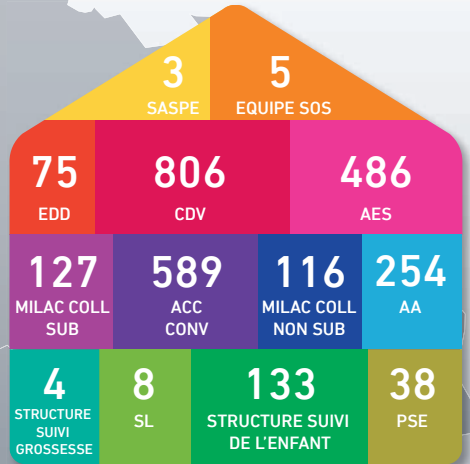 3
SASPE
5
EQUIPE SOS
75
EDD
806
CDV
486
AES
127
MILAC COLL
SUB
589
ACC
CONV
116
MILAC COLL
NON SUB
254
AA
4
STRUCTURE
SUIVI
GROSSESSE
8
SL
133
STRUCTURE SUIVI
DE L'ENFANT
38
PSE